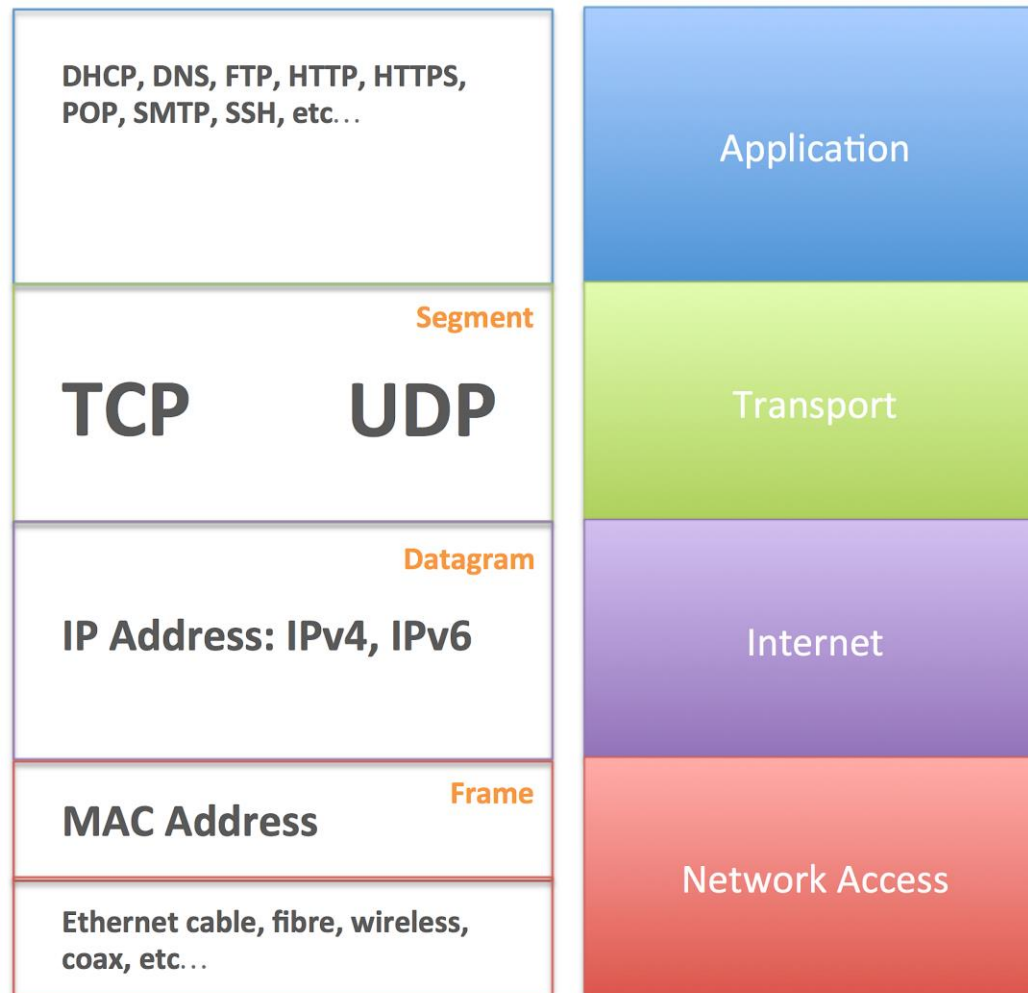 DHCP, DNS, FTP, HTTP, HTTPS,
POP, SMTP, SSH, etc...
Application
Segment
TCP UDP
Transport
Datagram
IP Address: IPv4, IPv6
Internet
Frame
MAC Address
Ethernet cable, fibre, wireless,
coax, etc...
Network Access